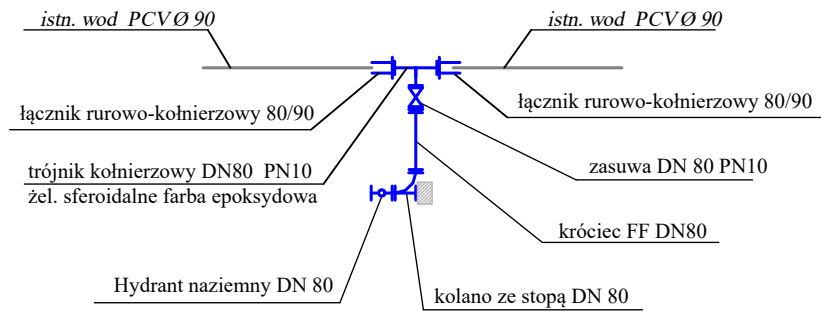 istn. wod PCV Ø 90
istn. wod PCV Ø 90
łącznik rurowo-kołnierzowy 80/90
łącznik rurowo-kołnierzowy 80/90
trójnik kołnierzowy DN80 PN10
żel. sferoidalne farba epoksydowa
zasuwa DN 80 PN10
króciec FF DN80
Hydrant naziemny DN 80
kolano ze stopą DN 80